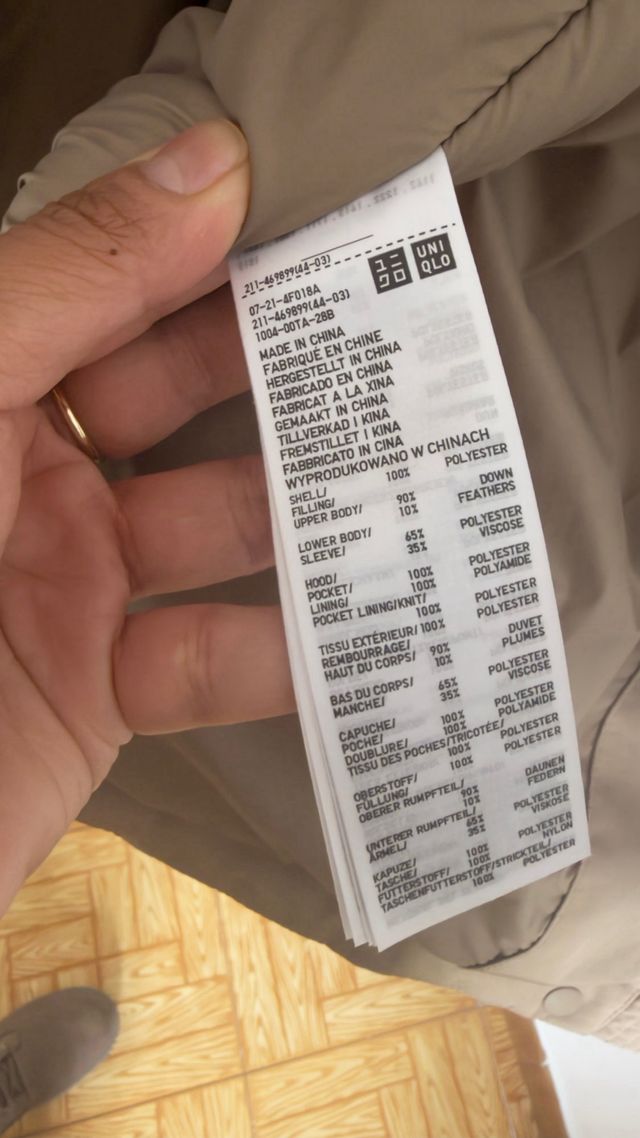 211-469899(44-03)
ユニ
クロ
UNI
QLO
07-21-4F018A
211-469899(44-03)
1004-00TA-28B
MADE IN CHINA
FABRIQUÉ EN CHINE
HERGESTELLT IN CHINA
FABRICADO EN CHINA
FABRICAT A LA XINA
GEMAAKT IN CHINA
TILLVERKAD I KINA
FREMSTILLET I KINA
FABBRICATO IN CINA
WYPRODUKOWANO W CHINACH
SHELL/ 100% POLYESTER
FILLING/
UPPER BODY/ 90% DOWN
10% FEATHERS
LOWER BODY/
SLEEVE/ 65% POLYESTER
35% VISCOSE
HOOD/
POCKET/ 100% POLYESTER
LINING/ 100% POLYAMIDE
POCKET LINING/KNIT/
100% POLYESTER
TISSU EXTÉRIEUR/ 100% POLYESTER
REMBOURRAGE/
HAUT DU CORPS/ 90% DUVET
10% PLUMES
BAS DU CORPS/
MANCHE/ 65% POLYESTER
35% VISCOSE
CAPUCHE/
POCHE/ 100% POLYESTER
DOUBLURE/ 100% POLYAMIDE
TISSU DES POCHES/TRICOTÉE/
100% POLYESTER
OBERSTOFF/ 100% POLYESTER
FÜLLUNG/
OBERER RUMPFTEIL/
90% DAUNEN
10% FEDERN
UNTERER RUMPFTEIL/
ÄRMEL/ 65% POLYESTER
35% VISKOSE
KAPUZE/
TASCHE/ 100% POLYESTER
FUTTERSTOFF/ 100% NYLON
TASCHENFUTTERSTOFF/STRICKTEIL/
100% POLYESTER